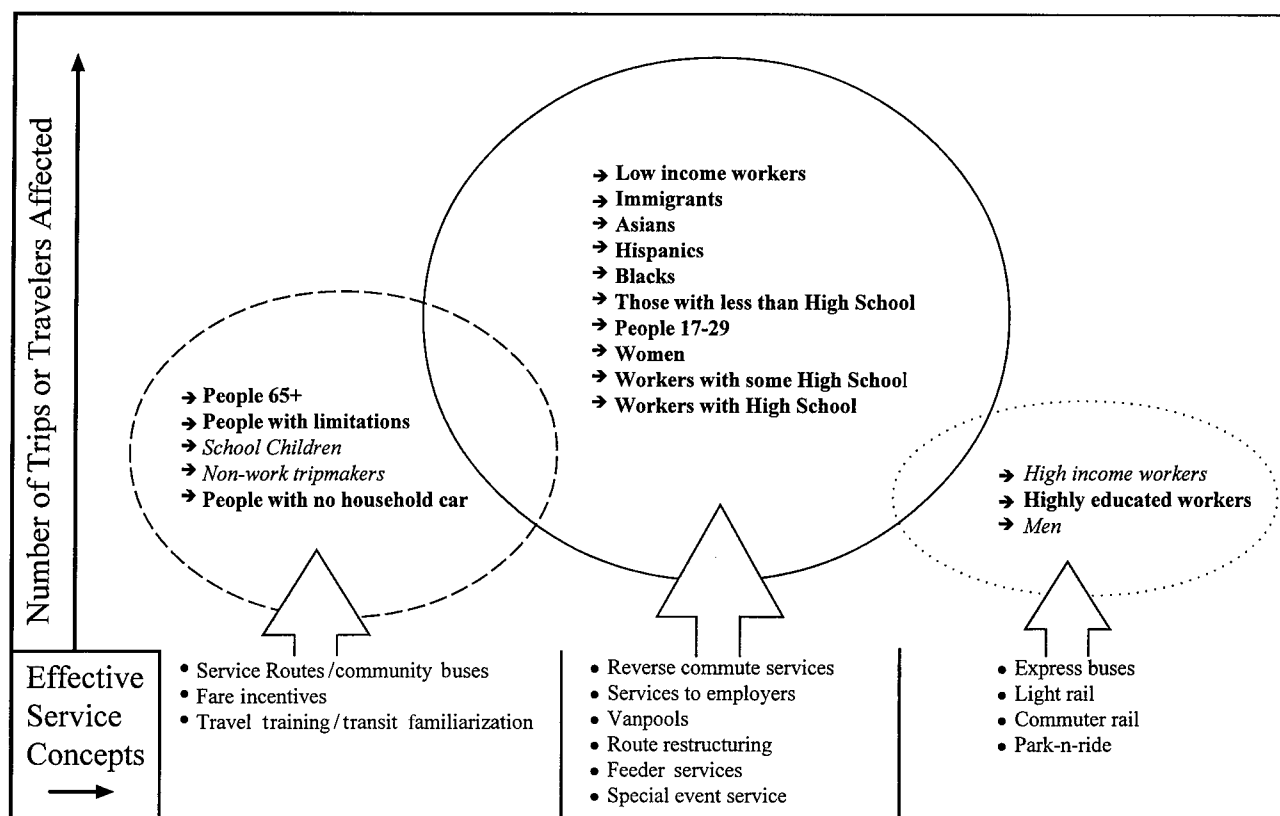 Number of Trips or Travelers Affected
→ Low income workers
→ Immigrants
→ Asians
→ Hispanics
→ Blacks
→ Those with less than High School
→ People 17-29
→ Women
→ Workers with some High School
→ Workers with High School
→ People 65+
→ People with limitations
→ School Children
→ Non-work tripmakers
→ People with no household car
→ High income workers
→ Highly educated workers
→ Men
Effective
Service
Concepts
• Service Routes/community buses
• Fare incentives
• Travel training/transit familiarization
• Reverse commute services
• Services to employers
• Vanpools
• Route restructuring
• Feeder services
• Special event service
• Express buses
• Light rail
• Commuter rail
• Park-n-ride